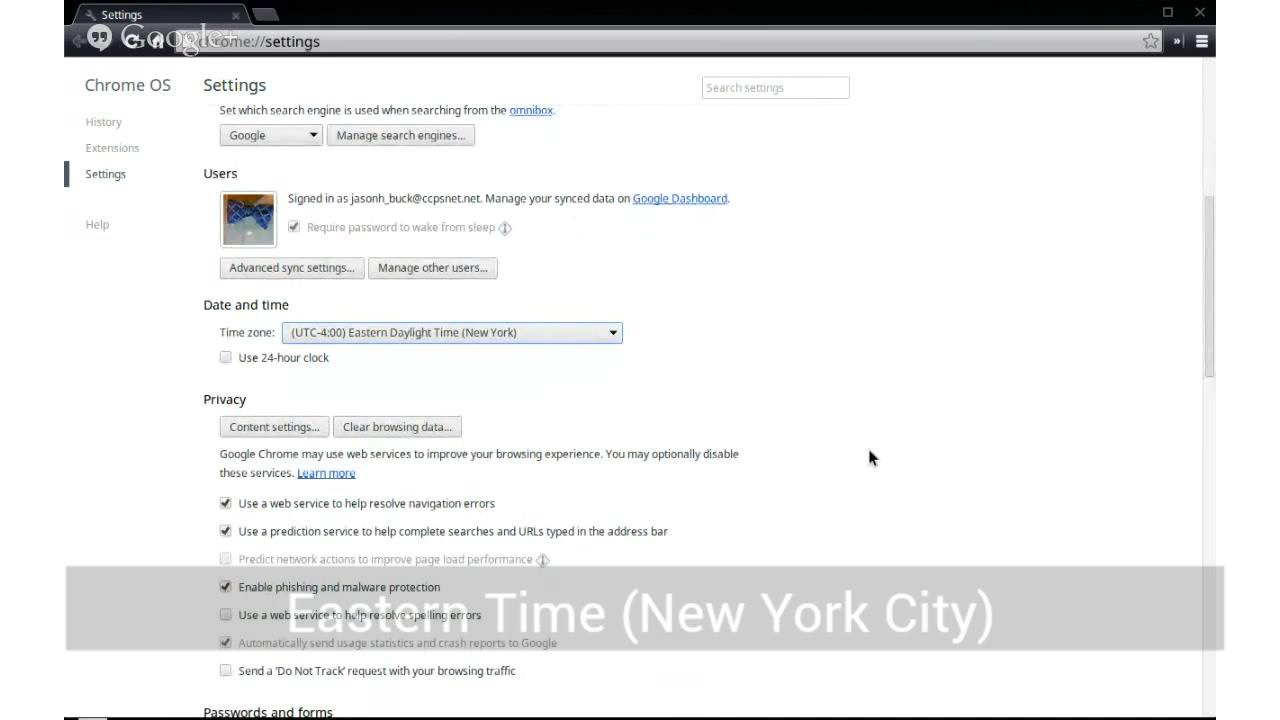 Settings
Google+
chrome://settings
Chrome OS
Settings
Search settings
History
Extensions
Settings
Help
Set which search engine is used when searching from the omnibox.
Google
Manage search engines...
Users
Signed in as jasonh_buck@ccpsnet.net. Manage your synced data on Google Dashboard.
Require password to wake from sleep
Advanced sync settings...
Manage other users...
Date and time
Time zone: (UTC-4:00) Eastern Daylight Time (New York)
Use 24-hour clock
Privacy
Content settings...
Clear browsing data...
Google Chrome may use web services to improve your browsing experience. You may optionally disable
these services. Learn more
Use a web service to help resolve navigation errors
Use a prediction service to help complete searches and URLs typed in the address bar
Predict network actions to improve page load performance
Enable phishing and malware protection
Eastern Time (New York City)
Use a web service to help resolve spelling errors
Automatically send usage statistics and crash reports to Google
Send a 'Do Not Track' request with your browsing traffic
Passwords and forms